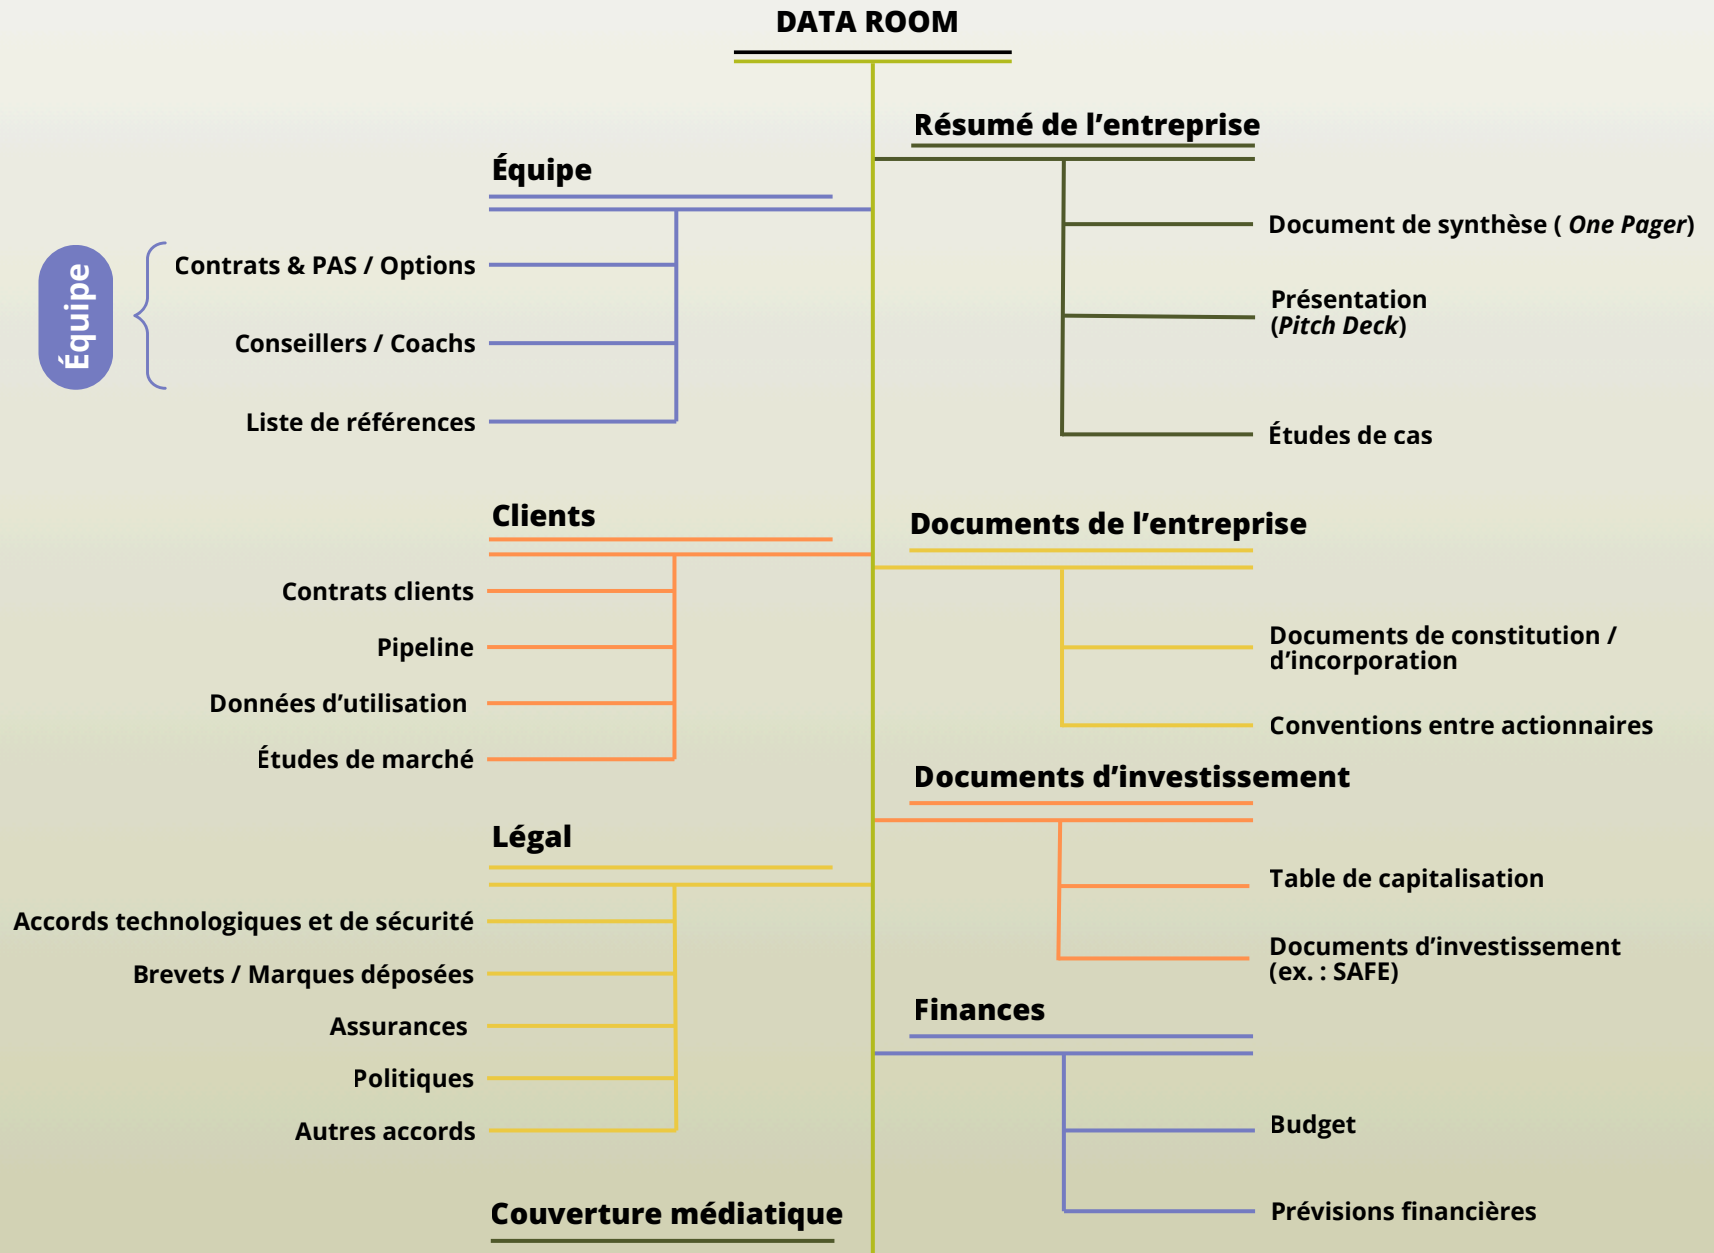 DATA ROOM
Équipe
Équipe
Contrats & PAS / Options
Conseillers / Coachs
Liste de références
Clients
Contrats clients
Pipeline
Données d’utilisation
Études de marché
Légal
Accords technologiques et de sécurité
Brevets / Marques déposées
Assurances
Politiques
Autres accords
Couverture médiatique
Résumé de l’entreprise
Document de synthèse ( One Pager)
Présentation
(Pitch Deck)
Études de cas
Documents de l’entreprise
Documents de constitution /
d’incorporation
Conventions entre actionnaires
Documents d’investissement
Table de capitalisation
Documents d’investissement
(ex. : SAFE)
Finances
Budget
Prévisions financières